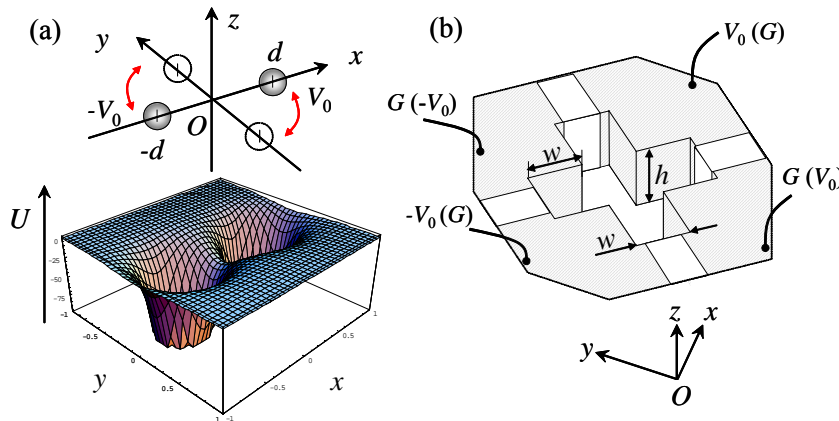 (a)
z
y
d
x
-V₀
V₀
O
-d
U
0
-25
-50
-75
-1
-0.5
0
0.5
1
y
-1
-0.5
0
0.5
1
x
(b)
V₀ (G)
G (-V₀)
w
h
G (V₀)
-V₀ (G)
w
z
x
y
O